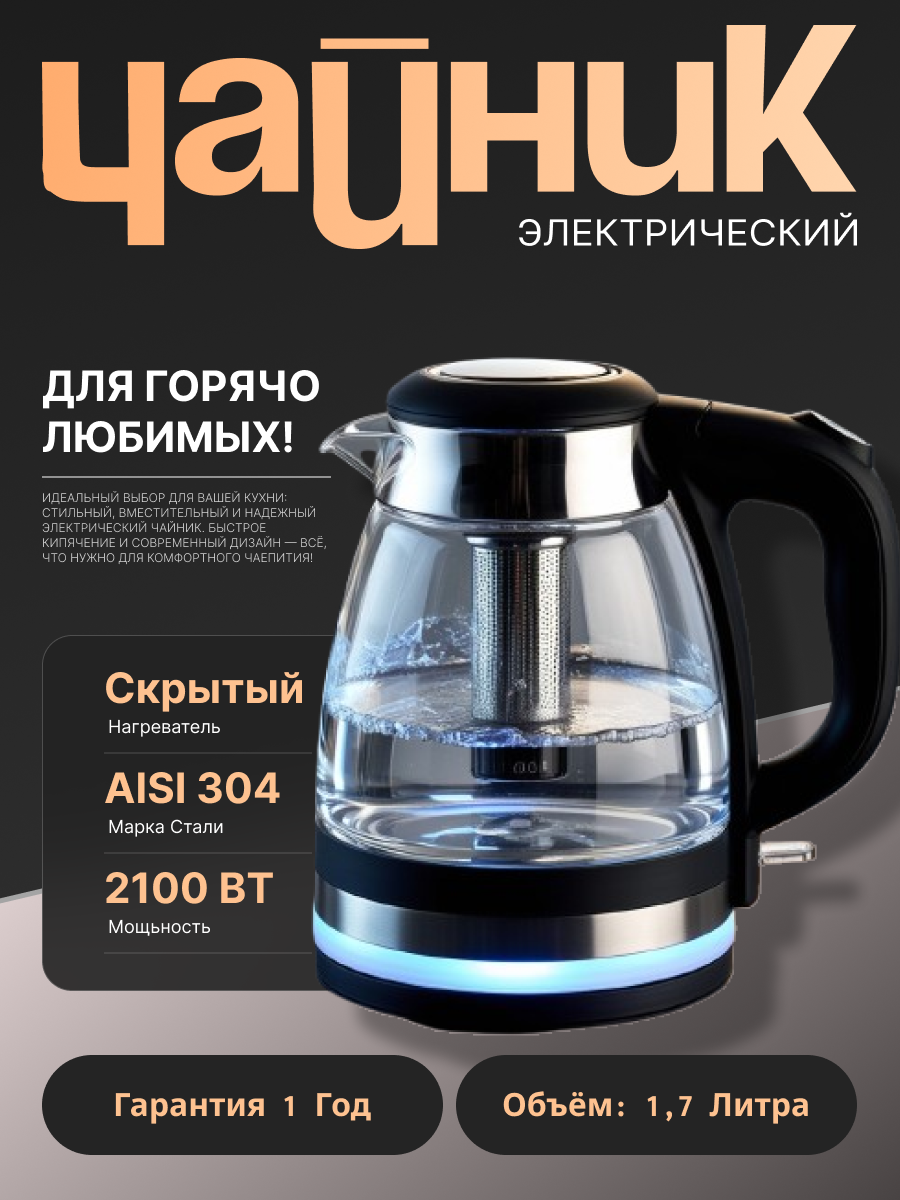 чайник
ЭЛЕКТРИЧЕСКИЙ
ДЛЯ ГОРЯЧО
ЛЮБИМЫХ!
ИДЕАЛЬНЫЙ ВЫБОР ДЛЯ ВАШЕЙ КУХНИ:
СТИЛЬНЫЙ, ВМЕСТИТЕЛЬНЫЙ И НАДЕЖНЫЙ
ЭЛЕКТРИЧЕСКИЙ ЧАЙНИК. БЫСТРОЕ
КИПЯЧЕНИЕ И СОВРЕМЕННЫЙ ДИЗАЙН — ВСЁ,
ЧТО НУЖНО ДЛЯ КОМФОРТНОГО ЧАЕПИТИЯ!
Скрытый
Нагреватель
AISI 304
Марка Стали
2100 ВТ
Мощьность
Гарантия 1 Год
Объём: 1,7 Литра